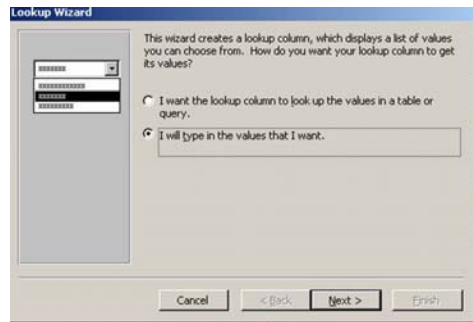 Lookup Wizard
This wizard creates a lookup column, which displays a list of values
you can choose from. How do you want your lookup column to get
its values?
I want the lookup column to look up the values in a table or
query.
I will type in the values that I want.
Cancel
< Back
Next >
Finish